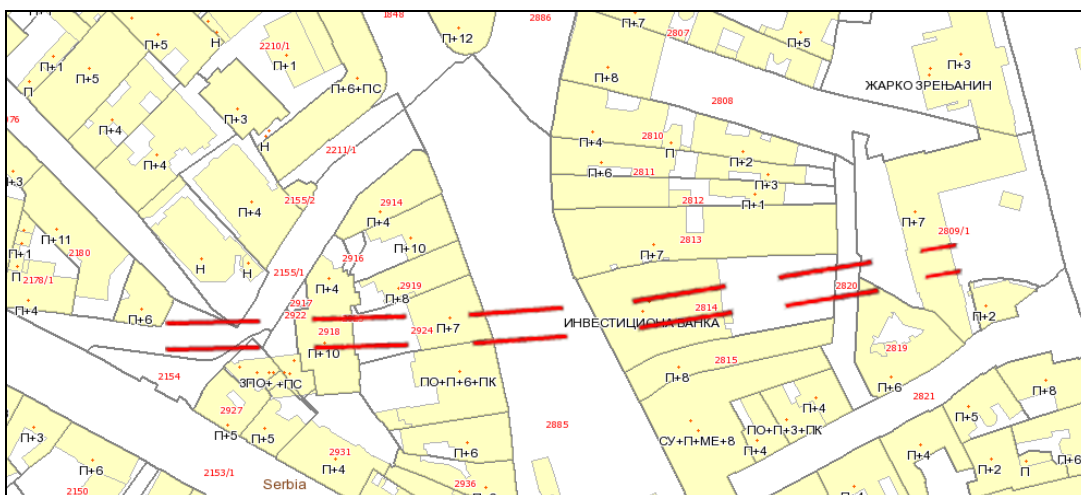 1848
2886
П+7
2807
П+5
П+12
2210/1
Н
П+5
П+1
П+3
П+1
П+5
П+8
П+6+ПС
ЖАРКО ЗРЕЊАНИН
П
2808
П+3
П+4
2810
П+4
П
Н
2211/1
П+2
П+4
П+6
2811
П+3
П+3
2155/2
2812
П+1
П+4
2914
П+4
П+7
2809/1
П+11
П+10
2813
П+7
П+1
2180
2916
Н
Н
П
2155/1
2178/1
П+4
2919
2820
П+8
П+4
2917
П+6
2922
2814
П+2
2918
2924
П+7
ИНВЕСТИЦИОНА БАНКА
П+10
2819
2815
2154
П+8
ПО+П+6+ПК
П+6
ЗПО+
+ПС
2821
П+8
2927
П+4
П+5
П+5
П+5
2885
ПО+П+3+ПК
П+3
СУ+П+МЕ+8
П+4
П+6
2931
П+4
П+6
П+4
П+2
П
П+6
2153/1
Serbia
2936
2150
П+4